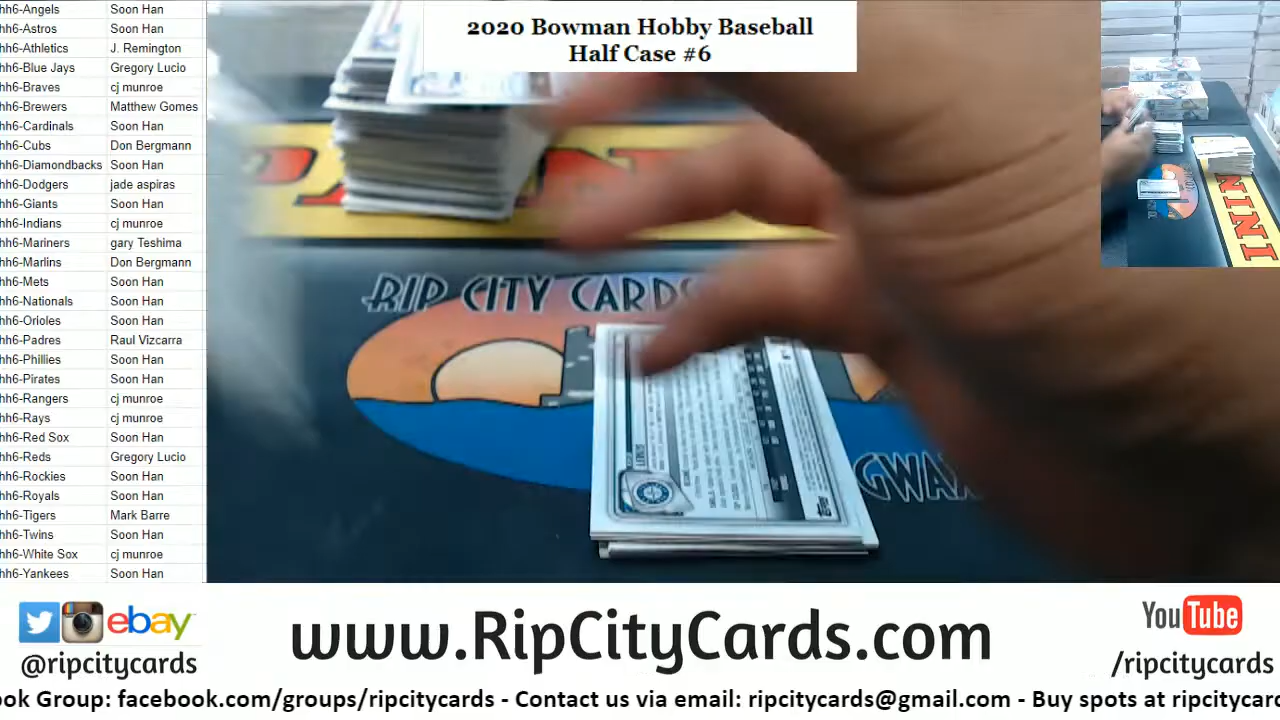 hh6-Angels Soon Han
hh6-Astros Soon Han
hh6-Athletics J. Remington
hh6-Blue Jays Gregory Lucio
hh6-Braves cj munroe
hh6-Brewers Matthew Gomes
hh6-Cardinals Soon Han
hh6-Cubs Don Bergmann
hh6-Diamondbacks Soon Han
hh6-Dodgers jade aspiras
hh6-Giants Soon Han
hh6-Indians cj munroe
hh6-Mariners gary Teshima
hh6-Marlins Don Bergmann
hh6-Mets Soon Han
hh6-Nationals Soon Han
hh6-Orioles Soon Han
hh6-Padres Raul Vizcarra
hh6-Phillies Soon Han
hh6-Pirates Soon Han
hh6-Rangers cj munroe
hh6-Rays cj munroe
hh6-Red Sox Soon Han
hh6-Reds Gregory Lucio
hh6-Rockies Soon Han
hh6-Royals Soon Han
hh6-Tigers Mark Barre
hh6-Twins Soon Han
hh6-White Sox cj munroe
hh6-Yankees Soon Han
2020 Bowman Hobby Baseball
Half Case #6
RIP CITY CARDS
GWAX
Topps
NINI
ebay
@ripcitycards
www.RipCityCards.com
YouTube
/ripcitycards
ook Group: facebook.com/groups/ripcitycards - Contact us via email: ripcitycards@gmail.com - Buy spots at ripcitycar